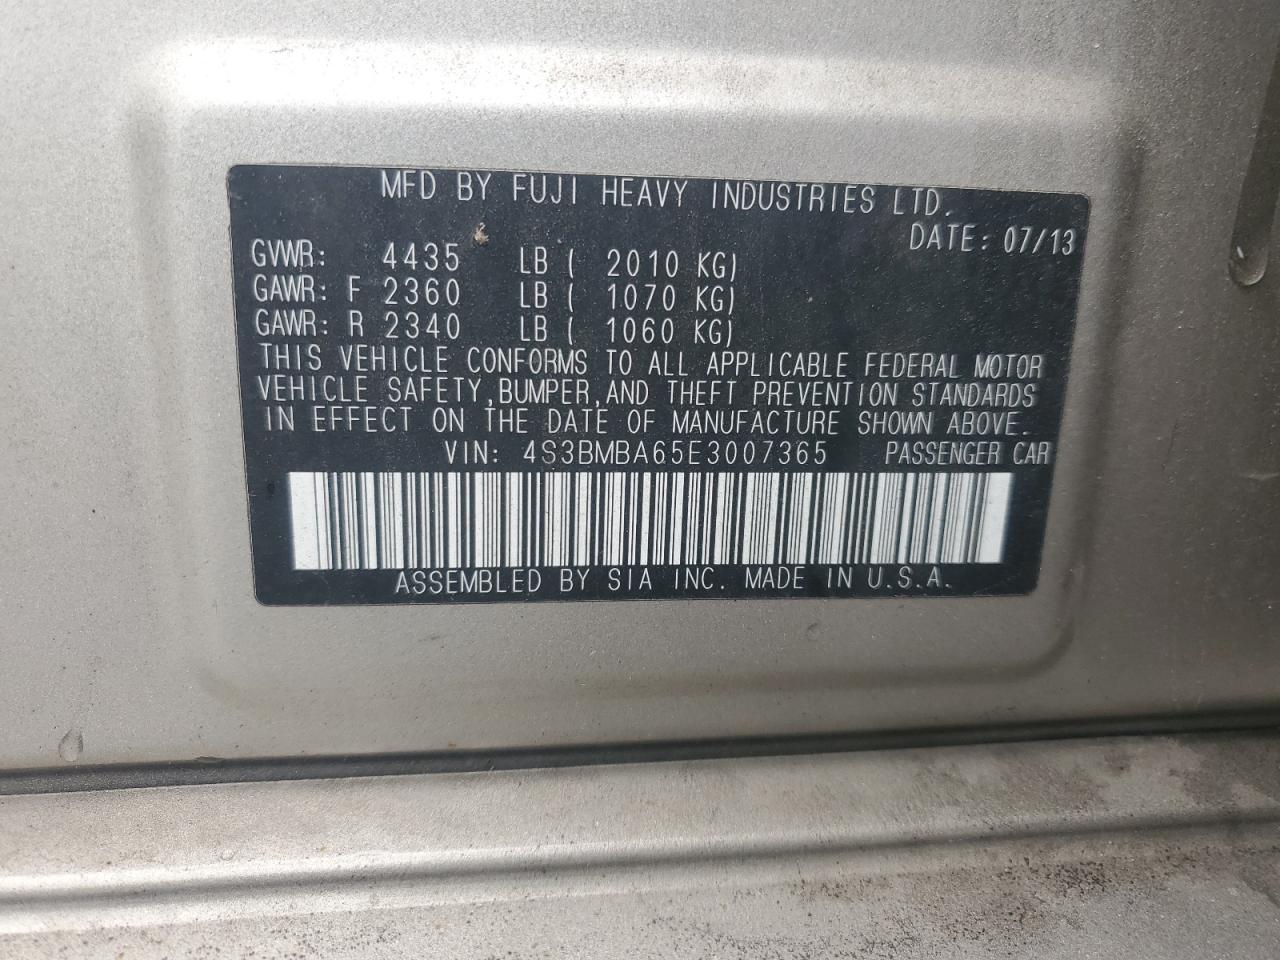 MFD BY FUJI HEAVY INDUSTRIES LTD.
DATE: 07/13
GVWR: 4435 LB ( 2010 KG)
GAWR: F 2360 LB ( 1070 KG)
GAWR: R 2340 LB ( 1060 KG)
THIS VEHICLE CONFORMS TO ALL APPLICABLE FEDERAL MOTOR
VEHICLE SAFETY, BUMPER, AND THEFT PREVENTION STANDARDS
IN EFFECT ON THE DATE OF MANUFACTURE SHOWN ABOVE.
VIN: 4S3BMBA65E3007365 PASSENGER CAR
ASSEMBLED BY SIA INC. MADE IN U.S.A.